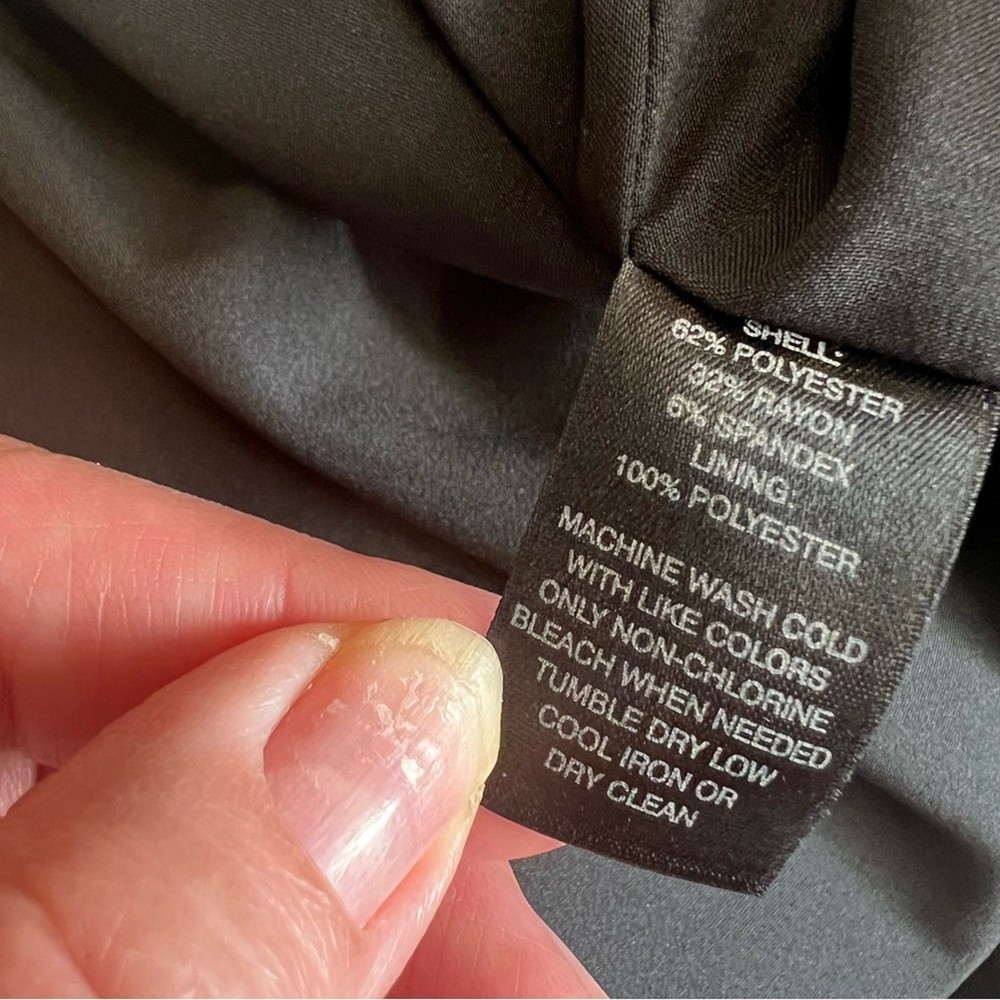 SHELL:
62% POLYESTER
32% RAYON
6% SPANDEX
LINING:
100% POLYESTER
MACHINE WASH COLD
WITH LIKE COLORS
ONLY NON-CHLORINE
BLEACH WHEN NEEDED
TUMBLE DRY LOW
COOL IRON OR
DRY CLEAN